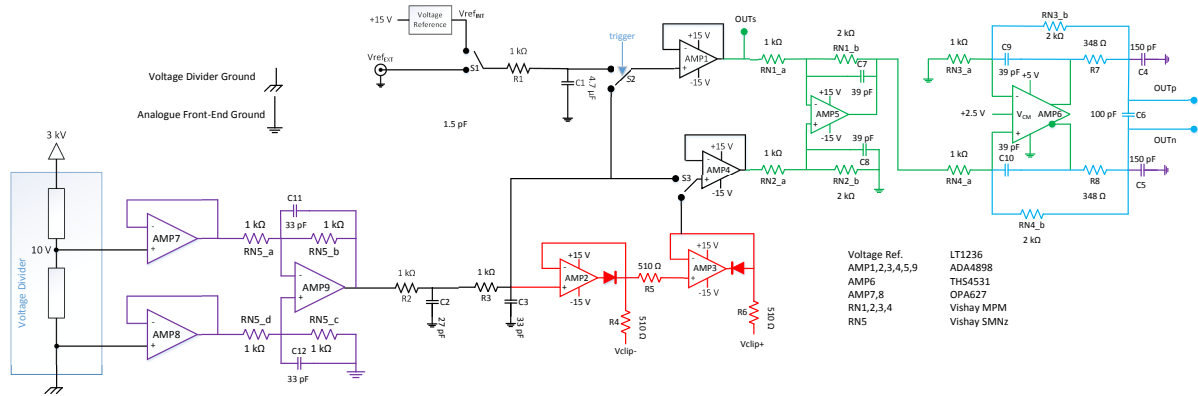 +15 V
Voltage
Reference
VrefINT
VrefEXT
S1
1 kΩ
R1
C1
4.7 µF
trigger
S2
+15 V
-
+
AMP1
-15 V
OUTs
1 kΩ
RN1_a
2 kΩ
RN1_b
C7
39 pF
+15 V
-
+
AMP5
-15 V
39 pF
C8
1 kΩ
RN2_a
RN2_b
2 kΩ
1 kΩ
RN3_a
RN3_b
2 kΩ
C9
39 pF
+5 V
-
+
+2.5 V
VCM
AMP6
39 pF
C10
1 kΩ
RN4_a
RN4_b
2 kΩ
348 Ω
R7
R8
348 Ω
150 pF
C4
OUTp
100 pF
C6
OUTn
150 pF
C5
Voltage Divider Ground
Analogue Front-End Ground
1.5 pF
3 kV
10 V
Voltage Divider
-
+
AMP7
-
+
AMP8
1 kΩ
RN5_a
C11
33 pF
1 kΩ
RN5_b
-
+
AMP9
RN5_d
1 kΩ
RN5_c
1 kΩ
C12
33 pF
1 kΩ
R2
C2
27 pF
1 kΩ
R3
C3
33 pF
S3
+15 V
-
+
AMP4
-15 V
+15 V
-
+
AMP2
-15 V
510 Ω
R5
R4
510 Ω
Vclip-
+15 V
-
+
AMP3
-15 V
R6
510 Ω
Vclip+
Voltage Ref. LT1236
AMP1,2,3,4,5,9 ADA4898
AMP6 THS4531
AMP7,8 OPA627
RN1,2,3,4 Vishay MPM
RN5 Vishay SMNz